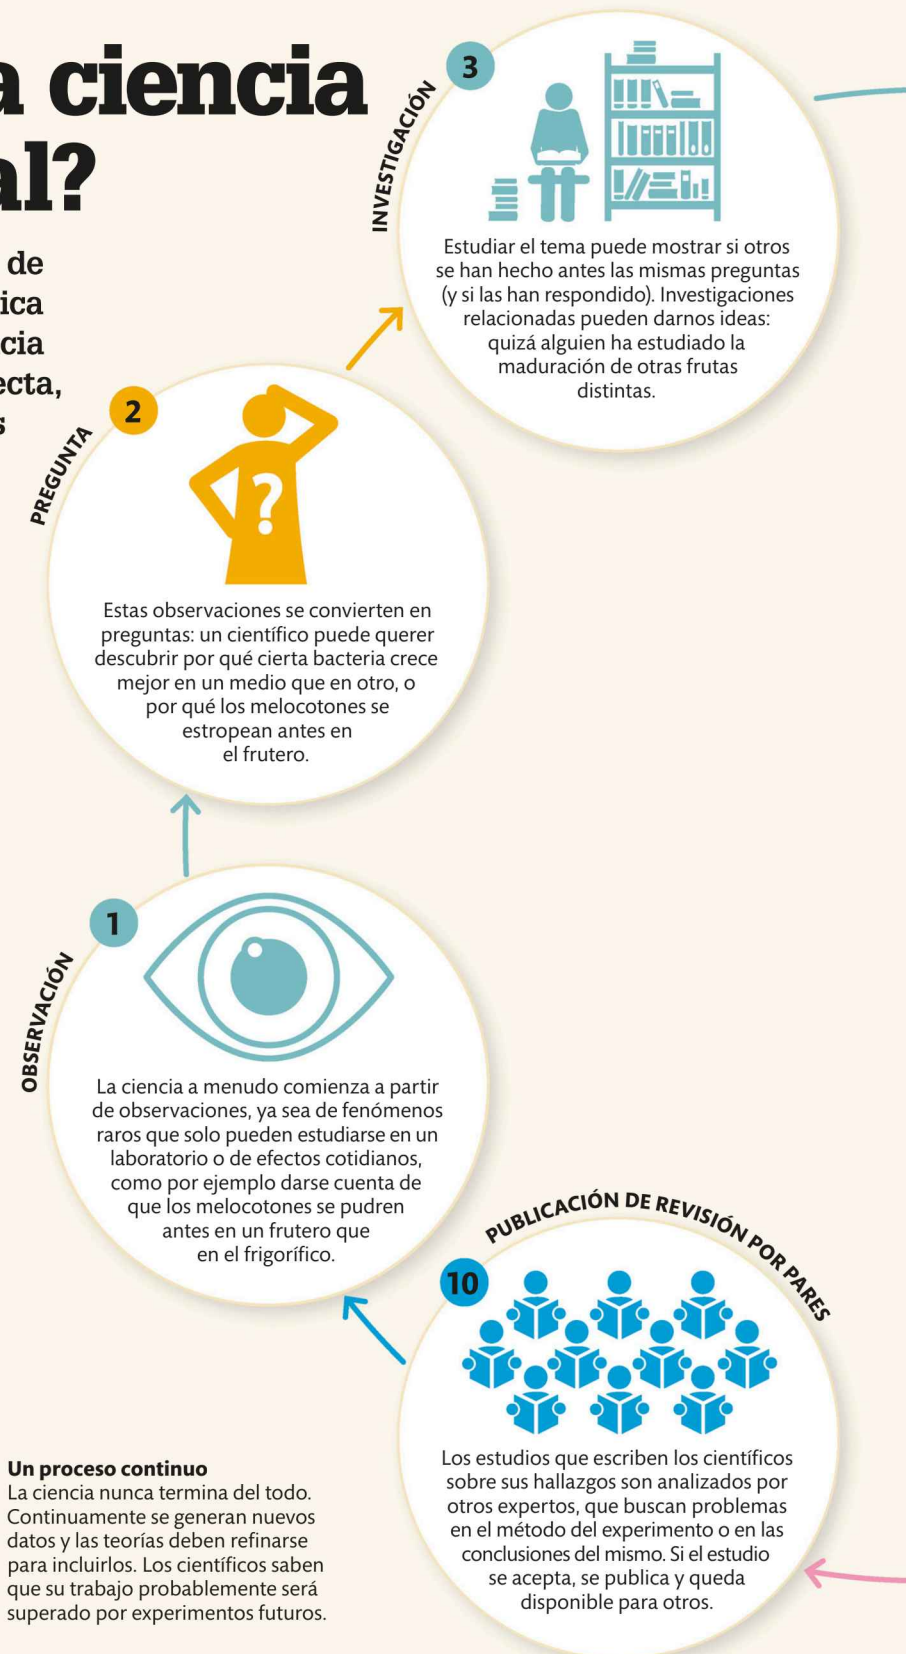 ciencia
de
3
INVESTIGACIÓN
Estudiar el tema puede mostrar si otros
se han hecho antes las mismas preguntas
(y si las han respondido). Investigaciones
relacionadas pueden darnos ideas:
quizá alguien ha estudiado la
maduración de otras frutas
distintas.
2
PREGUNTA
?
Estas observaciones se convierten en
preguntas: un científico puede querer
descubrir por qué cierta bacteria crece
mejor en un medio que en otro, o
por qué los melocotones se
estropean antes en
el frutero.
1
OBSERVACIÓN
La ciencia a menudo comienza a partir
de observaciones, ya sea de fenómenos
raros que solo pueden estudiarse en un
laboratorio o de efectos cotidianos,
como por ejemplo darse cuenta de
que los melocotones se pudren
antes en un frutero que
en el frigorífico.
10
PUBLICACIÓN DE REVISIÓN POR PARES
Los estudios que escriben los científicos
sobre sus hallazgos son analizados por
otros expertos, que buscan problemas
en el método del experimento o en las
conclusiones del mismo. Si el estudio
se acepta, se publica y queda
disponible para otros.
Un proceso continuo
La ciencia nunca termina del todo.
Continuamente se generan nuevos
datos y las teorías deben refinarse
para incluirlos. Los científicos saben
que su trabajo probablemente será
superado por experimentos futuros.